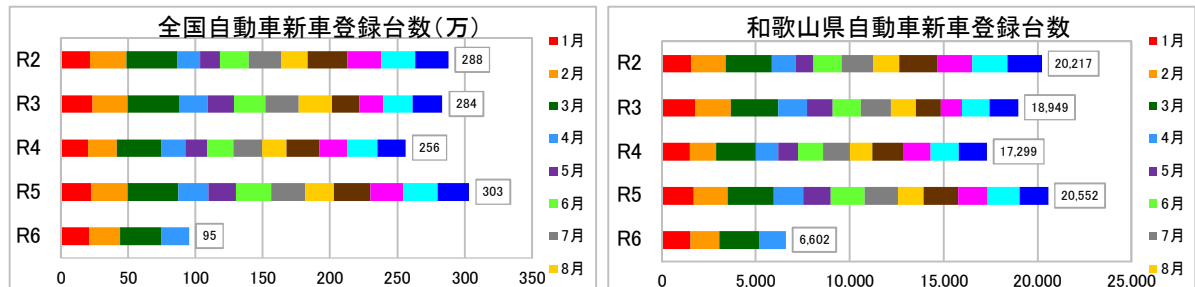 全国自動車新車登録台数(万)
R2
288
R3
284
R4
256
R5
303
R6
95
0 50 100 150 200 250 300 350
1月
2月
3月
4月
5月
6月
7月
8月
和歌山県自動車新車登録台数
R2
20,217
R3
18,949
R4
17,299
R5
20,552
R6
6,602
0 5,000 10,000 15,000 20,000 25,000
1月
2月
3月
4月
5月
6月
7月
8月